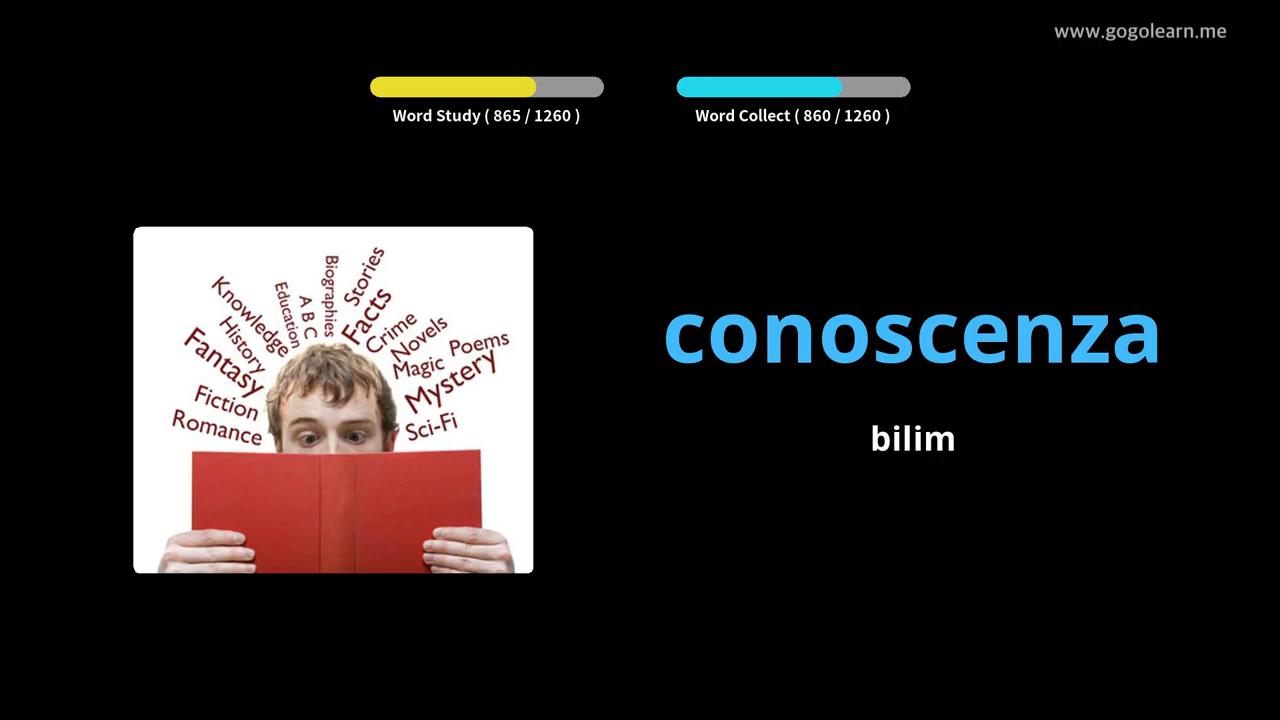 www.gogolearn.me
Word Study ( 865 / 1260 )
Word Collect ( 860 / 1260 )
Knowledge
History
Fantasy
Fiction
Romance
Education
A B C
Biographies
Stories
Facts
Crime
Novels
Magic
Poems
Mystery
Sci-Fi
conoscenza
bilim